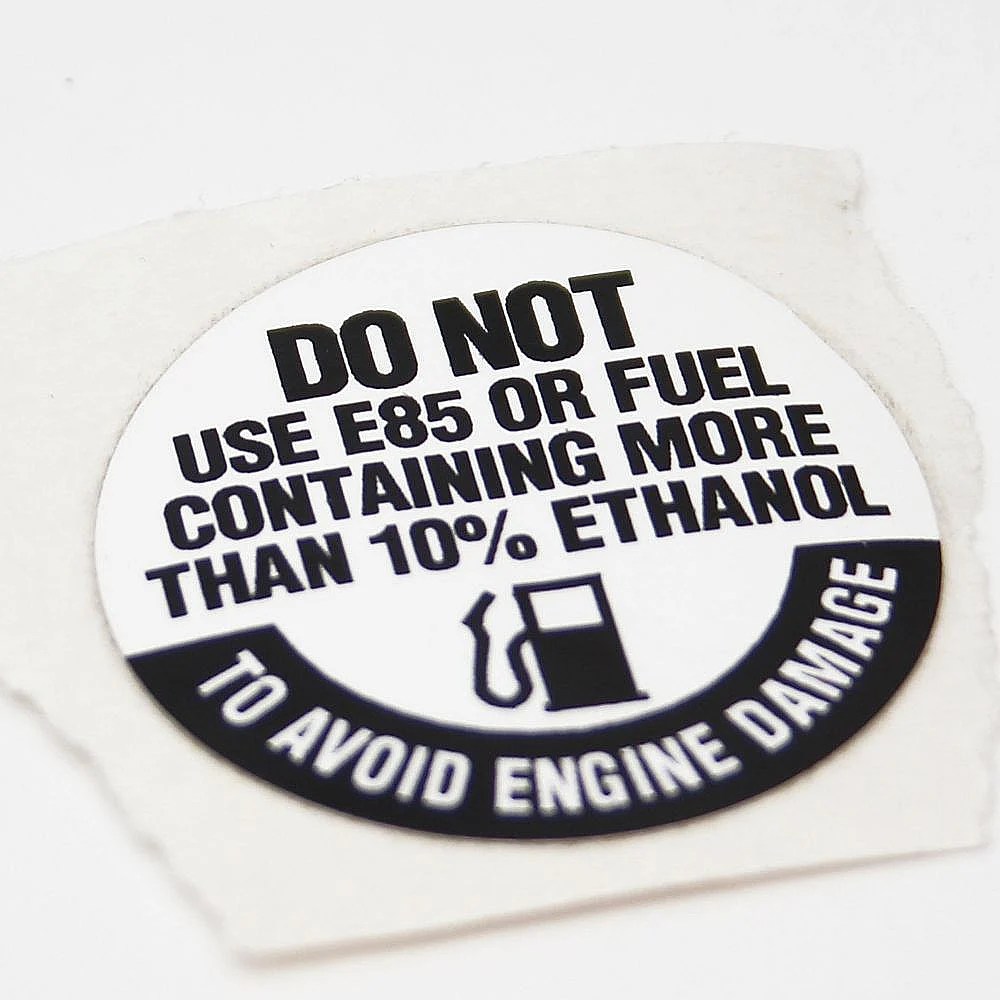 DO NOT
USE E85 OR FUEL
CONTAINING MORE
THAN 10% ETHANOL
TO AVOID ENGINE DAMAGE